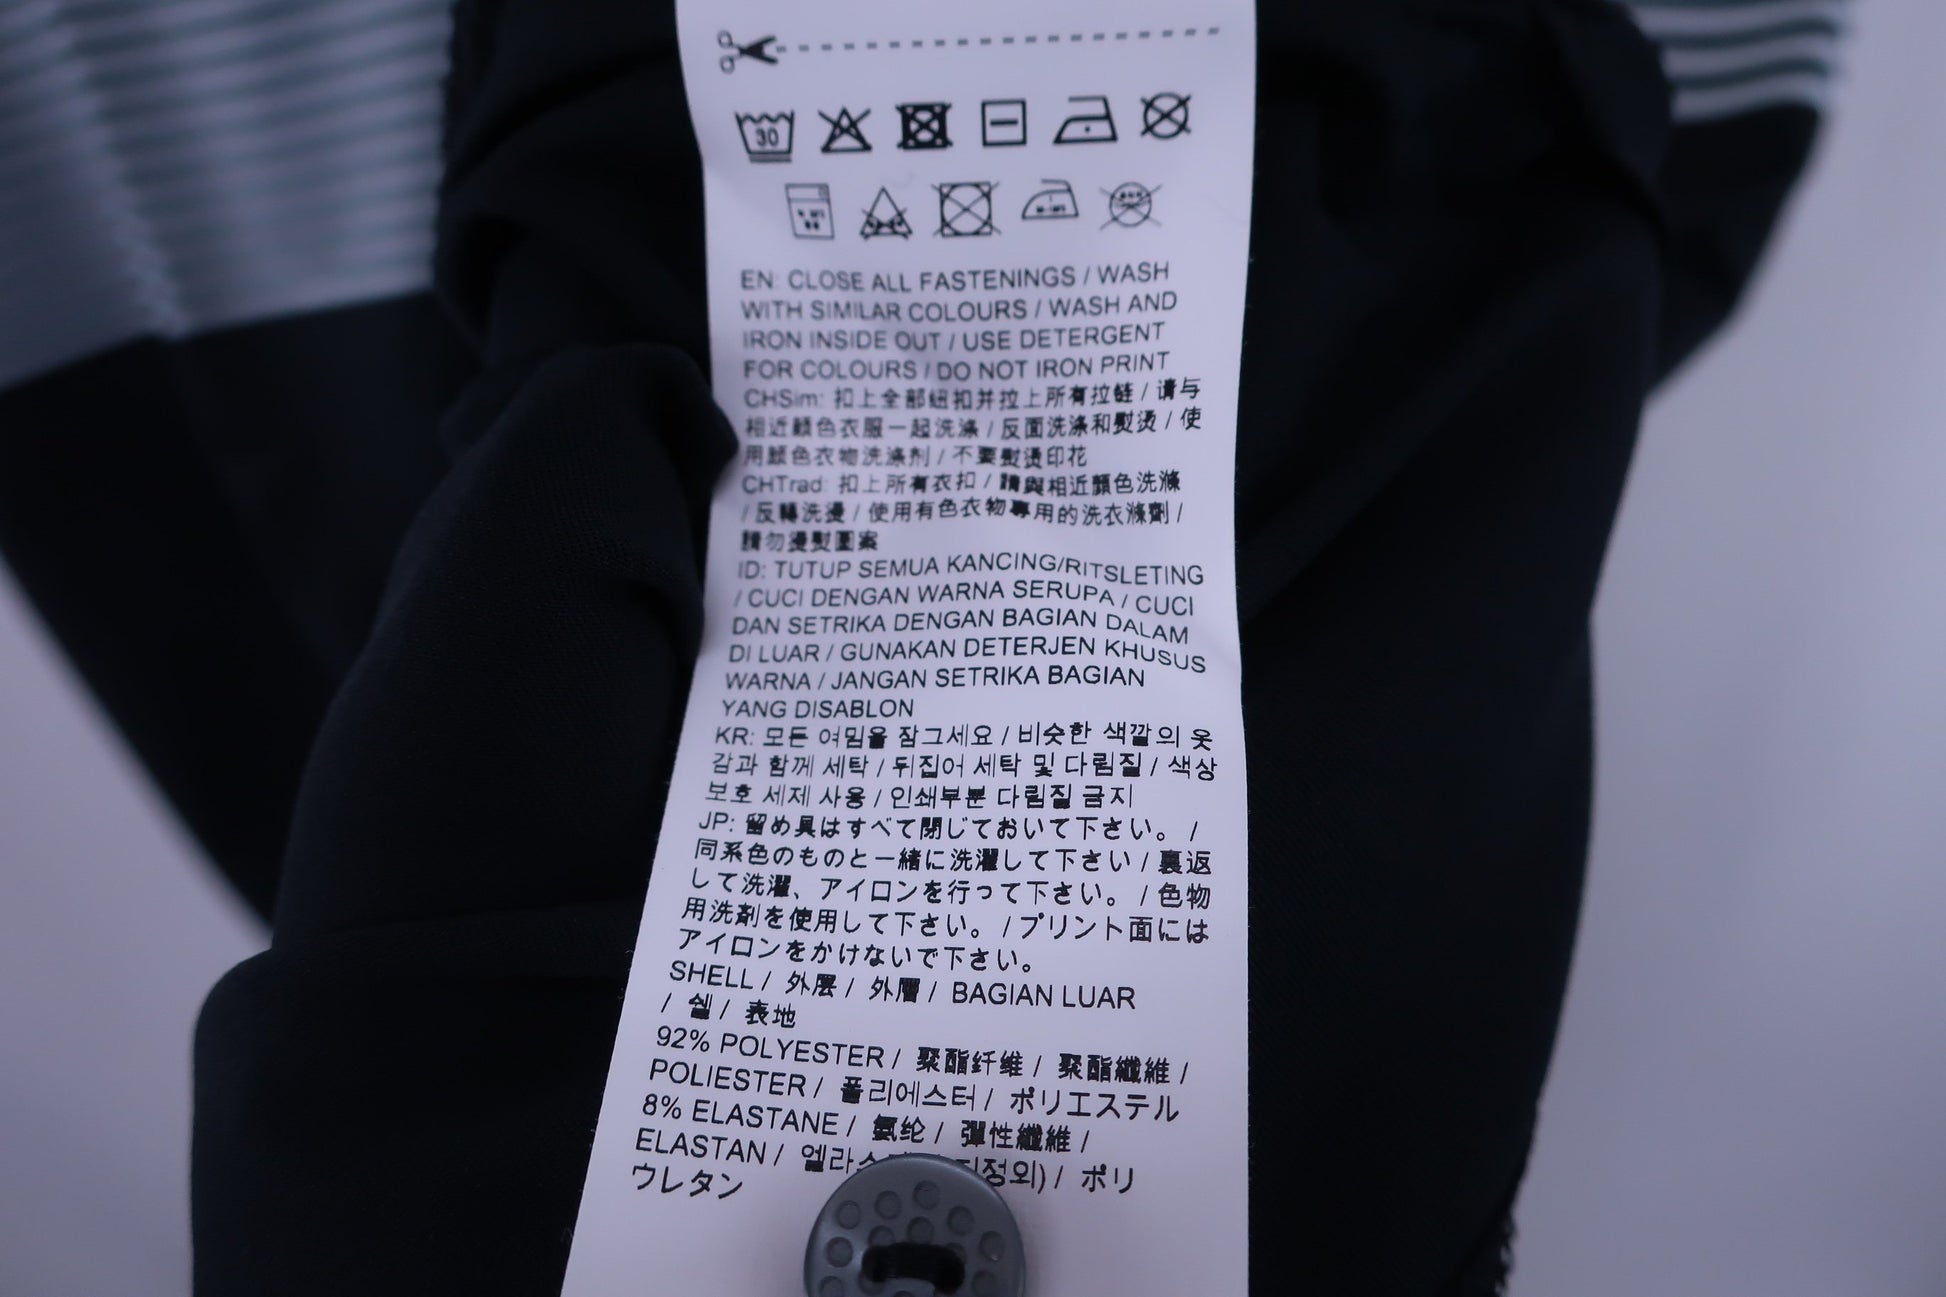 30
EN: CLOSE ALL FASTENINGS / WASH
WITH SIMILAR COLOURS / WASH AND
IRON INSIDE OUT / USE DETERGENT
FOR COLOURS / DO NOT IRON PRINT
CHSim: 扣上全部纽扣并拉上所有拉链 / 请与
相近颜色衣服一起洗涤 / 反面洗涤和熨烫 / 使
用颜色衣物洗涤剂 / 不要熨烫印花
CHTrad: 扣上所有衣扣 / 請與相近顏色洗滌
/ 反轉洗燙 / 使用有色衣物專用的洗衣滌劑 /
請勿燙熨圖案
ID: TUTUP SEMUA KANCING/RITSLETING
/ CUCI DENGAN WARNA SERUPA / CUCI
DAN SETRIKA DENGAN BAGIAN DALAM
DI LUAR / GUNAKAN DETERJEN KHUSUS
WARNA / JANGAN SETRIKA BAGIAN
YANG DISABLON
KR: 모든 여밈을 잠그세요 / 비슷한 색깔의 옷
감과 함께 세탁 / 뒤집어 세탁 및 다림질 / 색상
보호 세제 사용 / 인쇄부분 다림질 금지
JP: 留め具はすべて閉じておいて下さい。 /
同系色のものと一緒に洗濯して下さい / 裏返
して洗濯、アイロンを行って下さい。 / 色物
用洗剤を使用して下さい。 / プリント面には
アイロンをかけないで下さい。
SHELL / 外层 / 外層 / BAGIAN LUAR
/ 쉘 / 表地
92% POLYESTER / 聚酯纤维 / 聚酯纖維 /
POLIESTER / 폴리에스터 / ポリエステル
8% ELASTANE / 氨纶 / 彈性纖維 /
ELASTAN / / ポリ
ウレタン